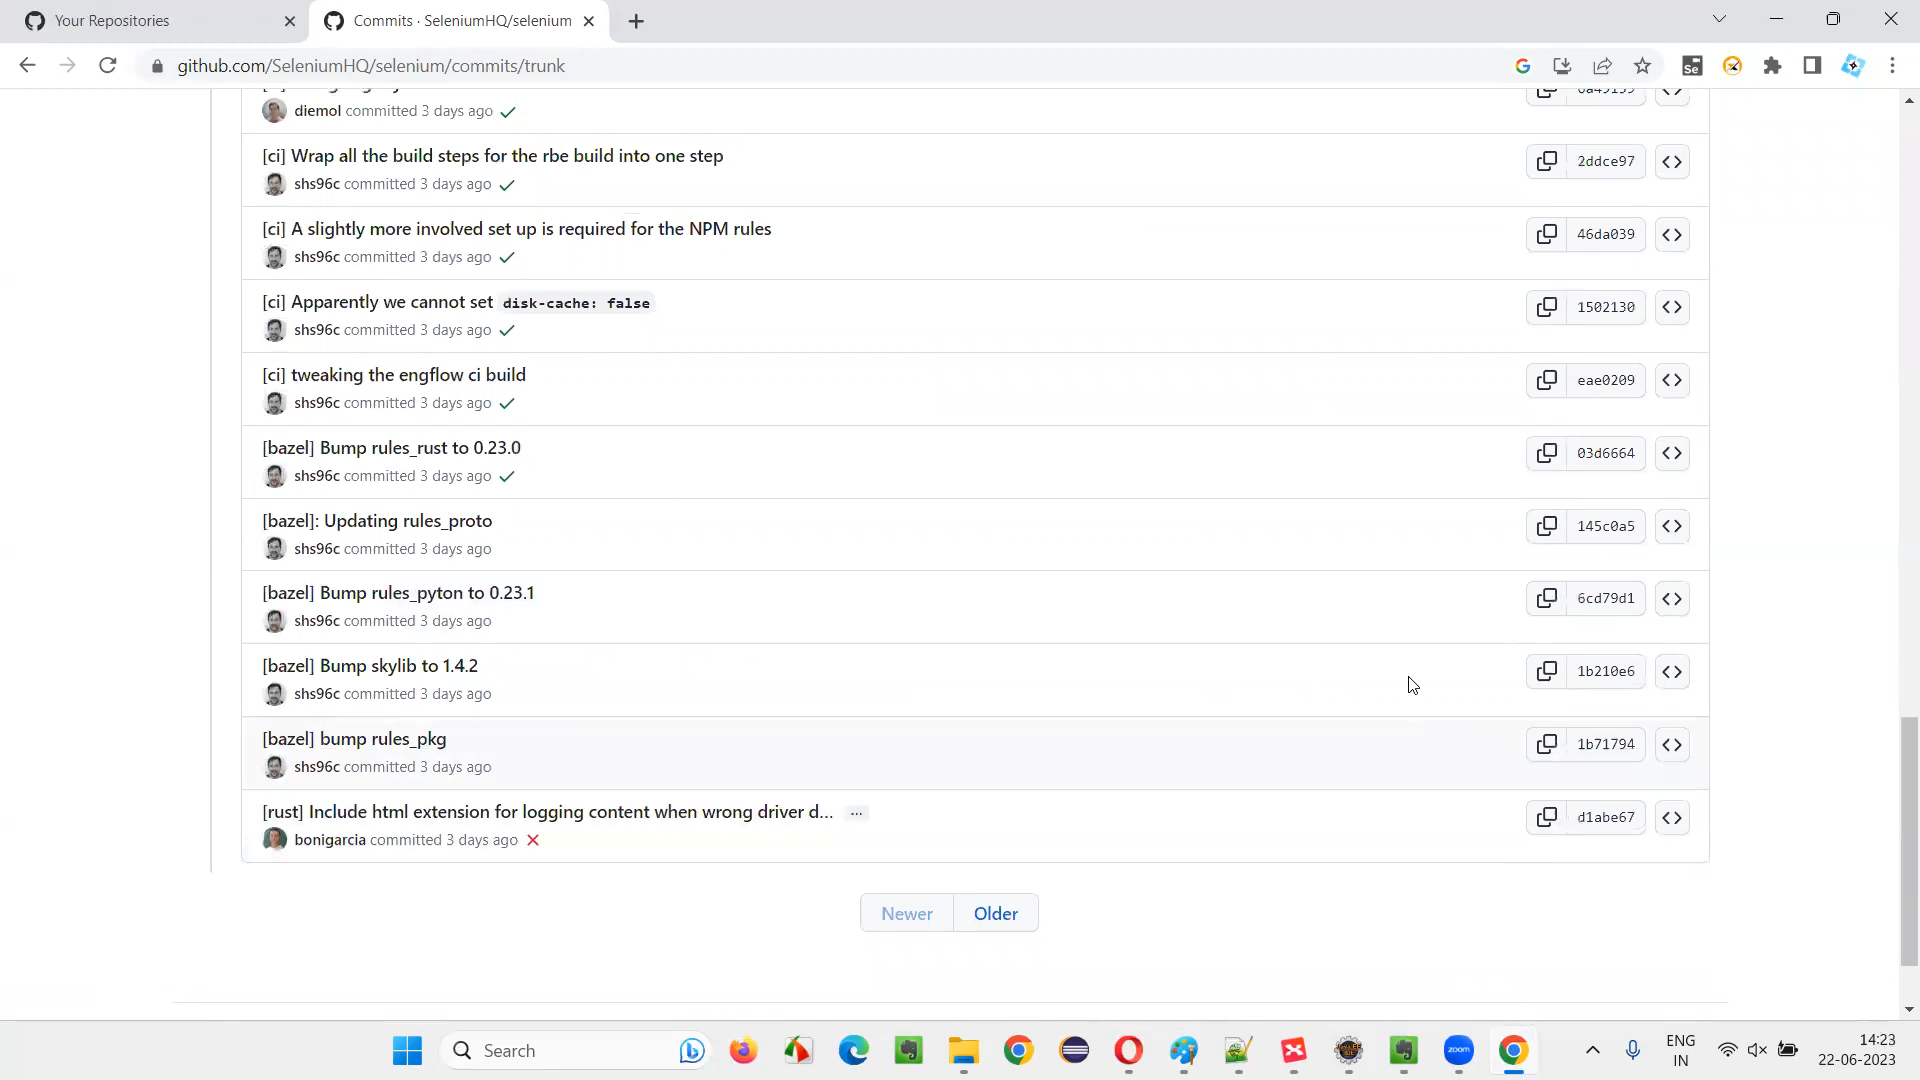 Your Repositories
Commits · SeleniumHQ/selenium
github.com/SeleniumHQ/selenium/commits/trunk
diemol committed 3 days ago
[ci] Wrap all the build steps for the rbe build into one step
2ddce97
shs96c committed 3 days ago
[ci] A slightly more involved set up is required for the NPM rules
46da039
shs96c committed 3 days ago
[ci] Apparently we cannot set disk-cache: false
1502130
shs96c committed 3 days ago
[ci] tweaking the engflow ci build
eae0209
shs96c committed 3 days ago
[bazel] Bump rules_rust to 0.23.0
03d6664
shs96c committed 3 days ago
[bazel]: Updating rules_proto
145c0a5
shs96c committed 3 days ago
[bazel] Bump rules_pyton to 0.23.1
6cd79d1
shs96c committed 3 days ago
[bazel] Bump skylib to 1.4.2
1b210e6
shs96c committed 3 days ago
[bazel] bump rules_pkg
1b71794
shs96c committed 3 days ago
[rust] Include html extension for logging content when wrong driver d... ...
d1abe67
bonigarcia committed 3 days ago
Newer Older
Search
zoom
ENG
IN
14:23
22-06-2023